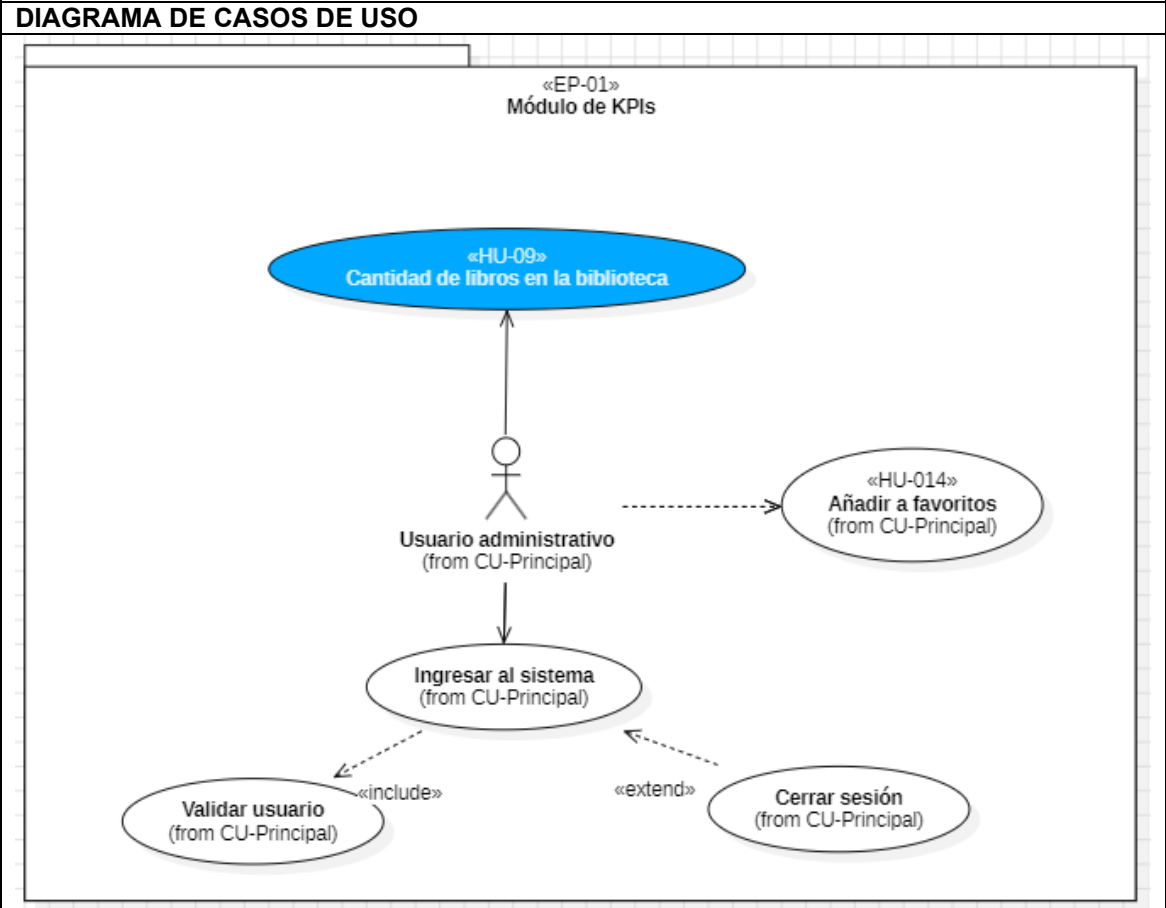 DIAGRAMA DE CASOS DE USO
«EP-01»
Módulo de KPIs
«HU-09»
Cantidad de libros en la biblioteca
«HU-014»
Añadir a favoritos
(from CU-Principal)
Usuario administrativo
(from CU-Principal)
Ingresar al sistema
(from CU-Principal)
«include»
«extend»
Validar usuario
(from CU-Principal)
Cerrar sesión
(from CU-Principal)